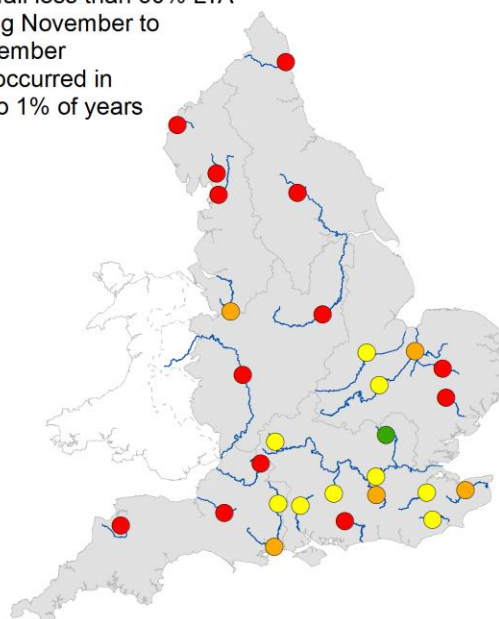 less than LTA
November to
ember
occurred in
1% of years